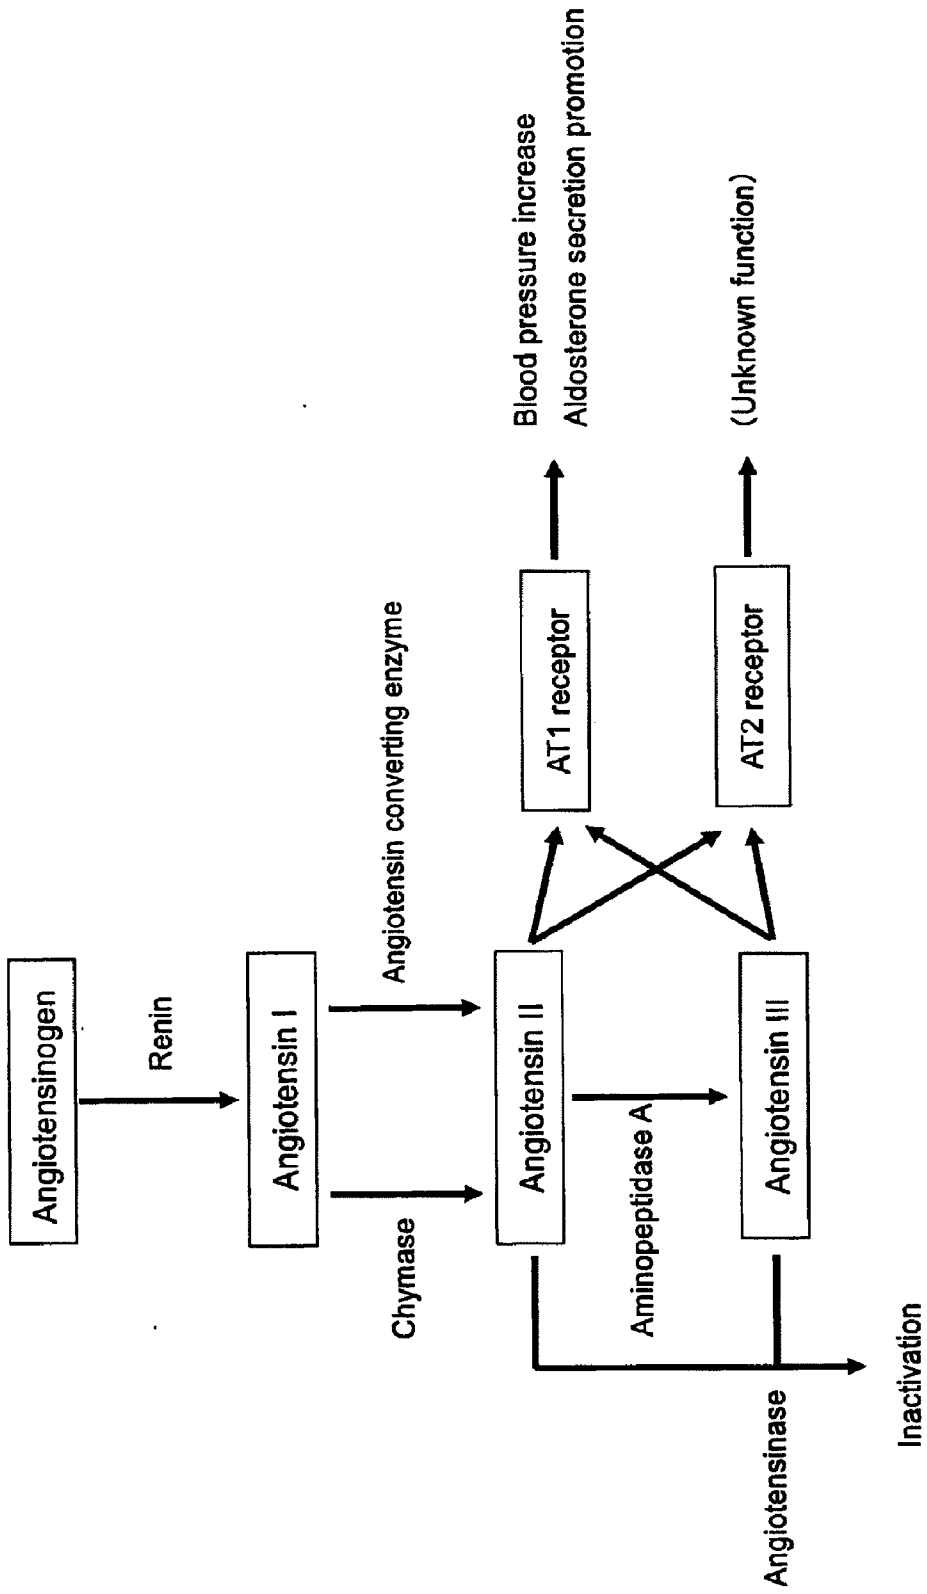 Angiotensinogen
Renin
Angiotensin I
Chymase
Angiotensin converting enzyme
Angiotensin II
AT1 receptor
Blood pressure increase
Aldosterone secretion promotion
Aminopeptidase A
Angiotensin III
AT2 receptor
(Unknown function)
Angiotensinase
Inactivation